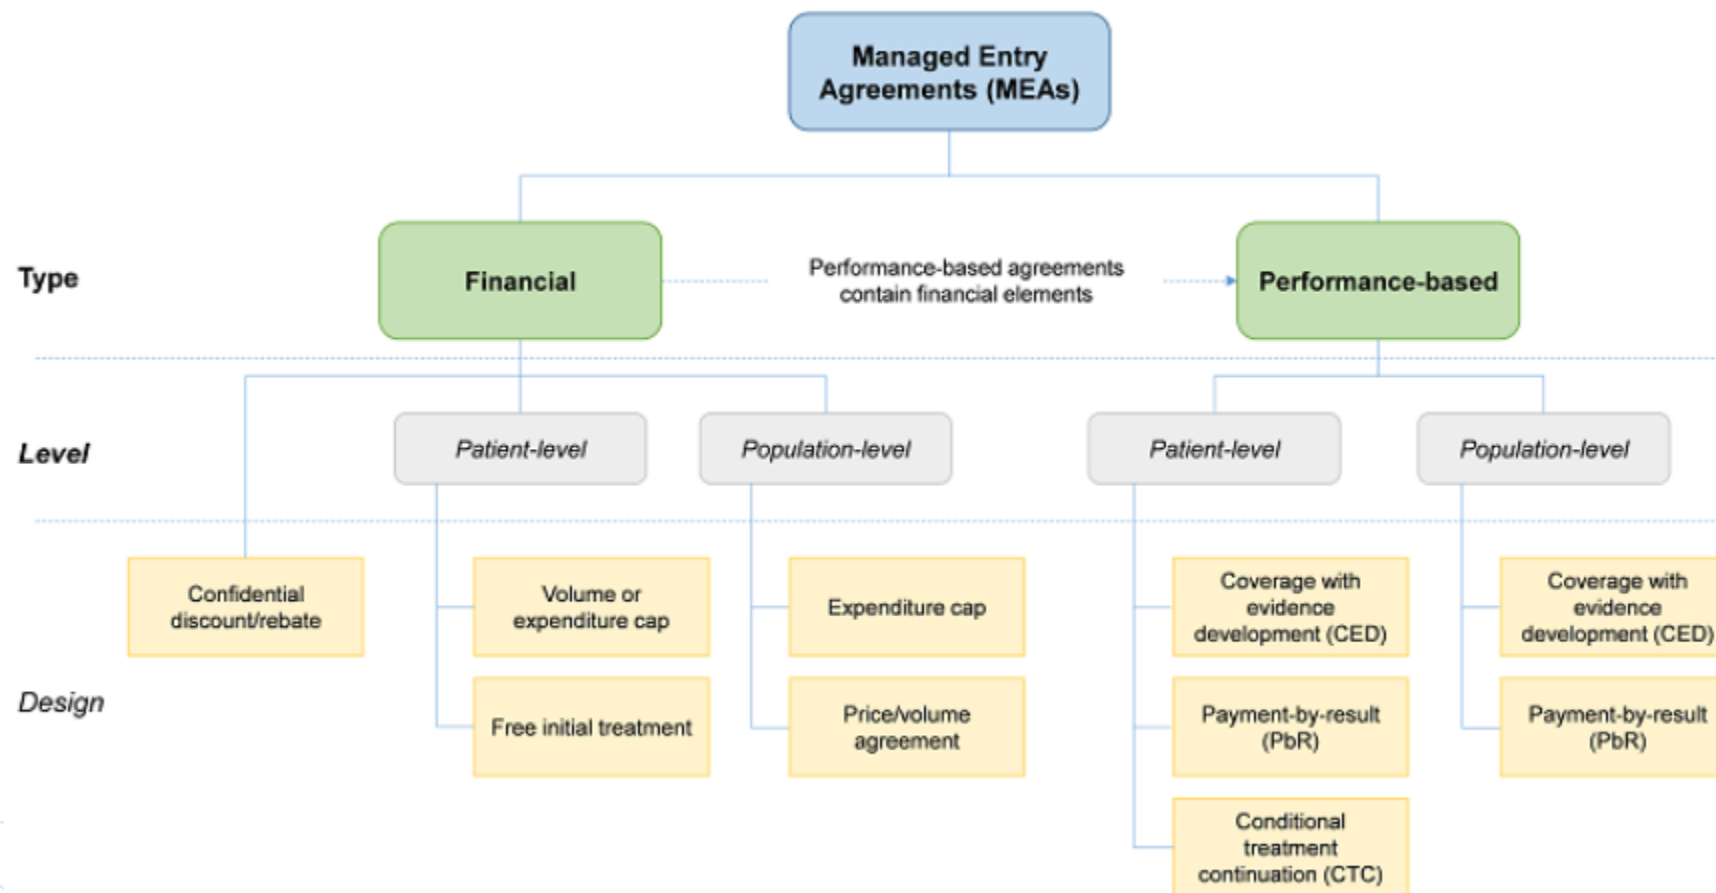 Managed Entry
Agreements (MEAs)
Type
Financial
Performance-based agreements
contain financial elements
Performance-based
Level
Patient-level
Population-level
Patient-level
Population-level
Design
Confidential
discount/rebate
Volume or
expenditure cap
Expenditure cap
Coverage with
evidence
development (CED)
Coverage with
evidence
development (CED)
Free initial treatment
Price/volume
agreement
Payment-by-result
(PbR)
Payment-by-result
(PbR)
Conditional
treatment
continuation (CTC)